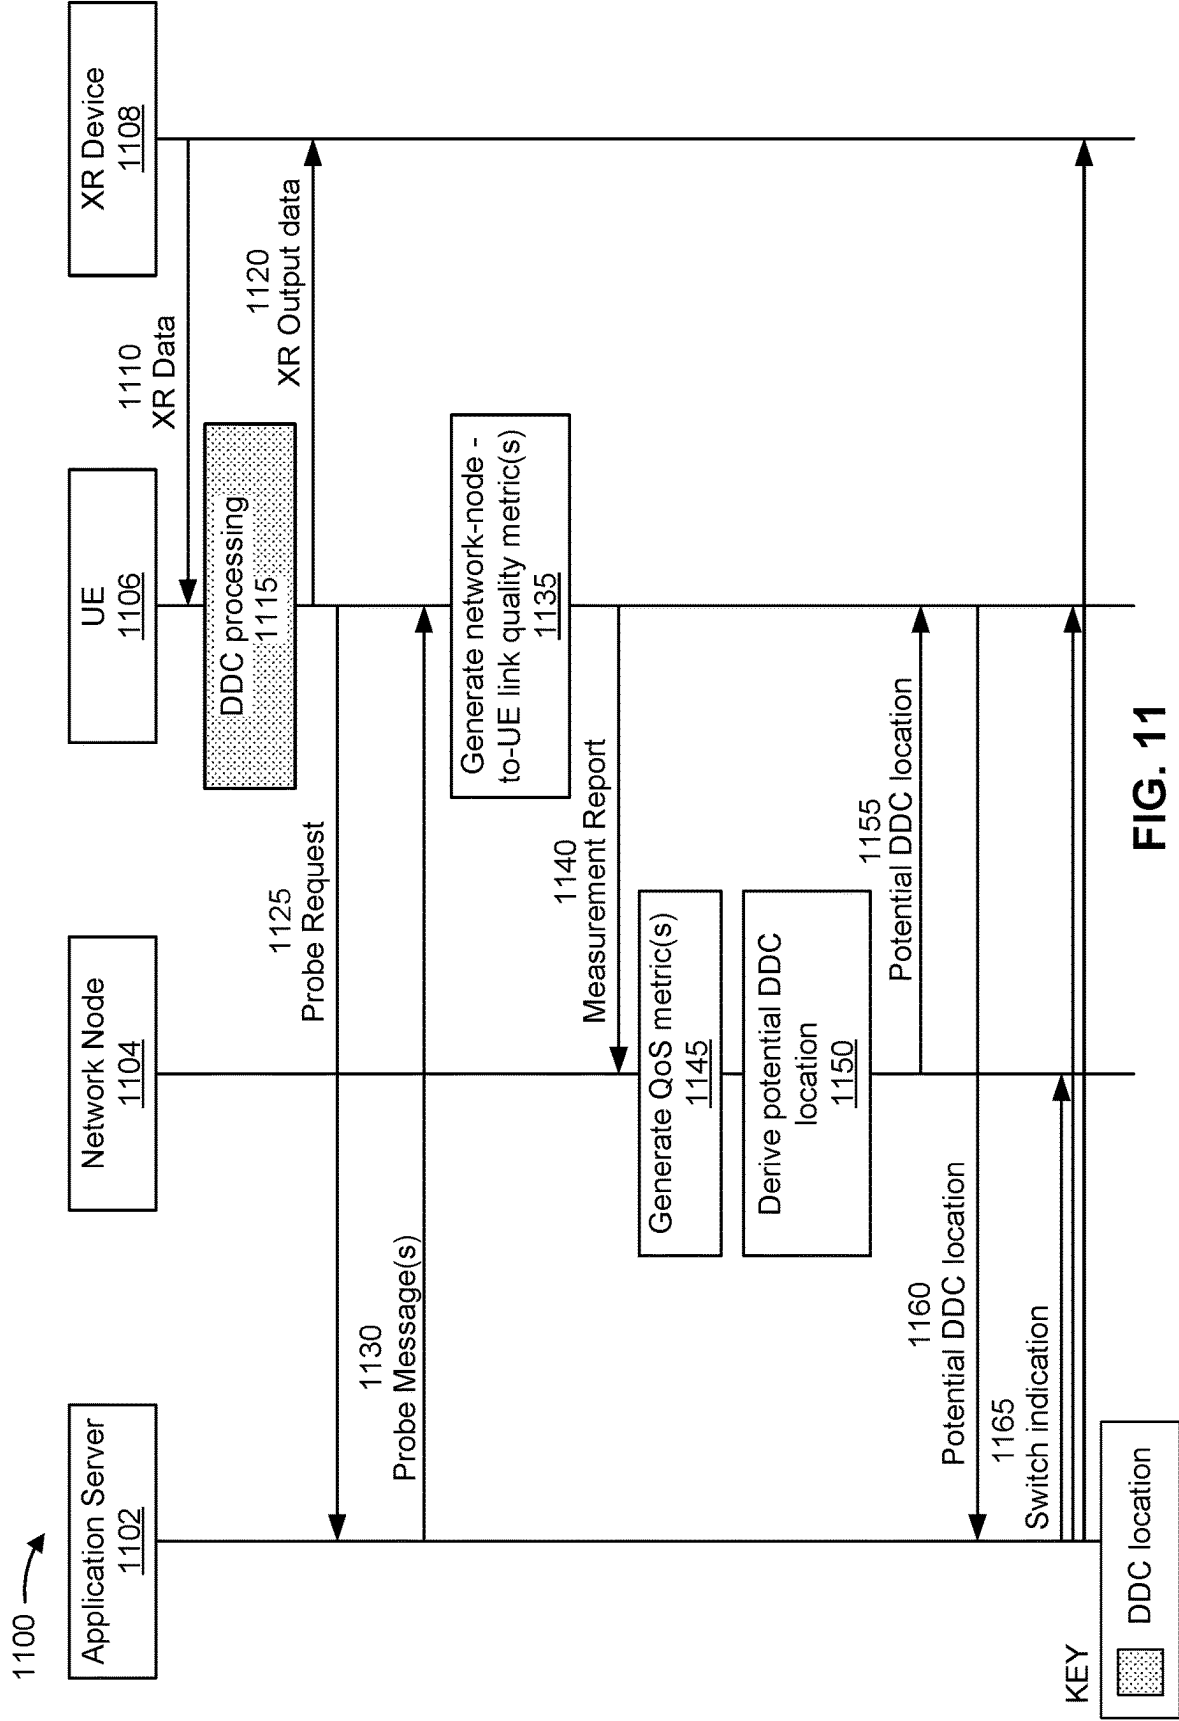 1100
Application Server
1102
Network Node
1104
UE
1106
XR Device
1108
1110
XR Data
DDC processing
1115
1120
XR Output data
1125
Probe Request
1130
Probe Message(s)
Generate network-node -
to-UE link quality metric(s)
1135
1140
Measurement Report
Generate QoS metric(s)
1145
Derive potential DDC
location
1150
1155
Potential DDC location
1160
Potential DDC location
1165
Switch indication
KEY
DDC location
FIG. 11